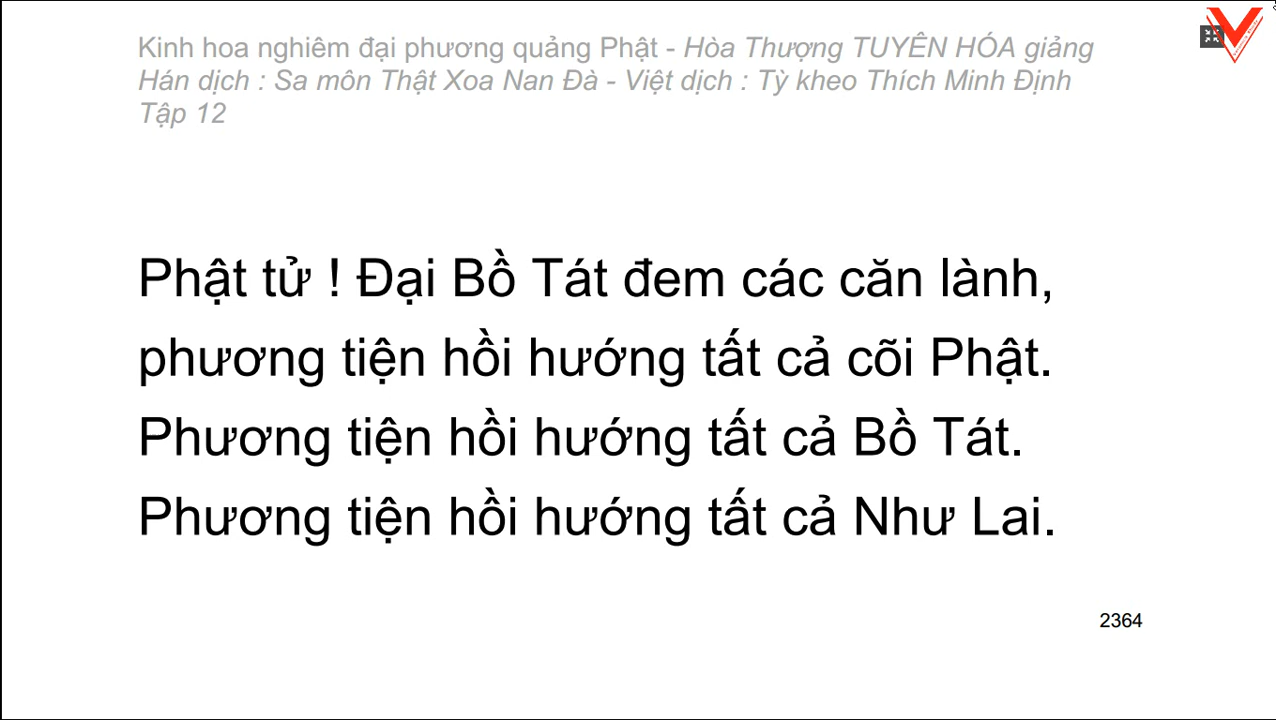 Kinh hoa nghiêm đại phương quảng Phật - Hòa Thượng TUYÊN HÓA giảng
Hán dịch : Sa môn Thật Xoa Nan Đà - Việt dịch : Tỳ kheo Thích Minh Định
Tập 12
Phật tử ! Đại Bồ Tát đem các căn lành,
phương tiện hồi hướng tất cả cõi Phật.
Phương tiện hồi hướng tất cả Bồ Tát.
Phương tiện hồi hướng tất cả Như Lai.
2364